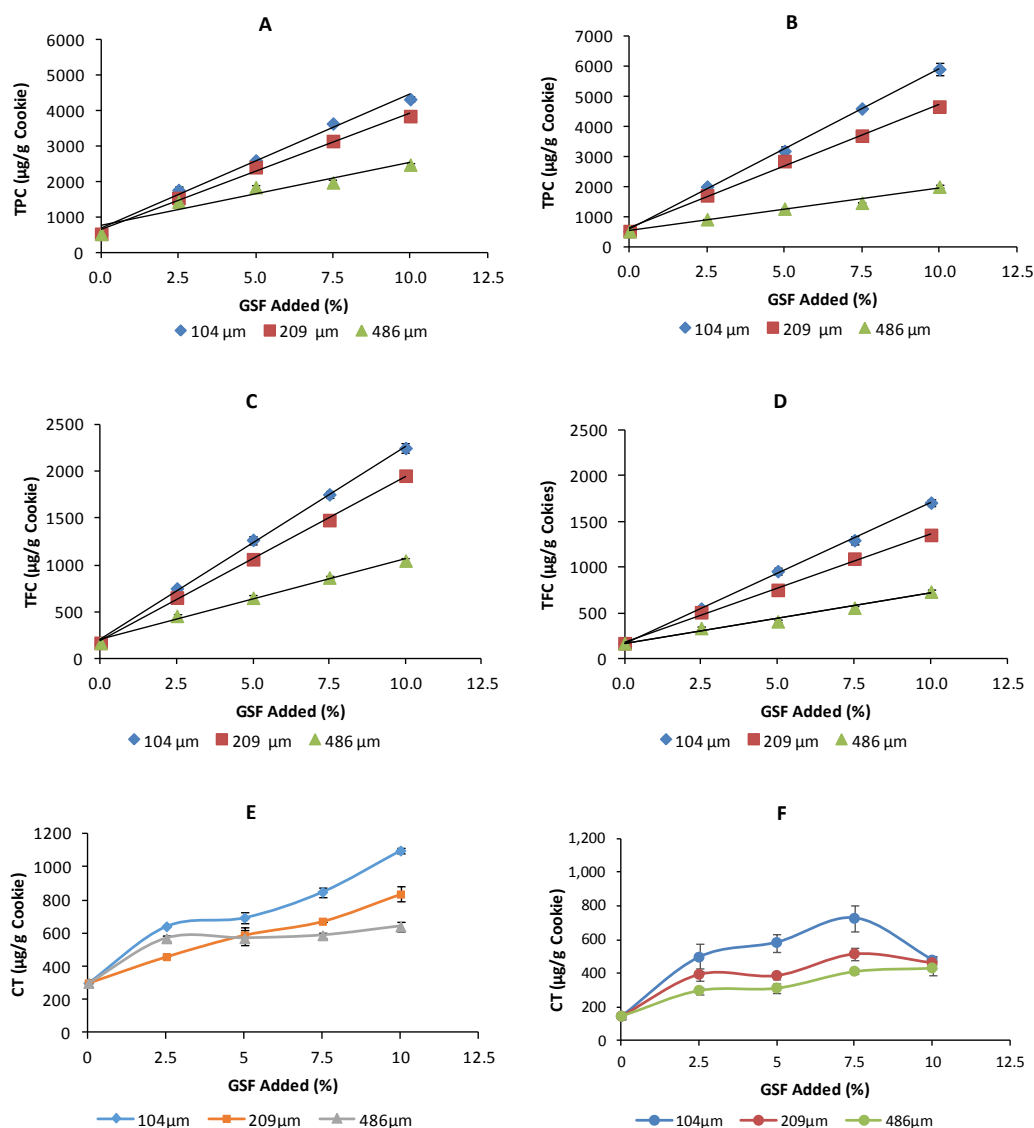 A
TPC (µg/g Cookie)
6000
5000
4000
3000
2000
1000
0
0.0 2.5 5.0 7.5 10.0 12.5
GSF Added (%)
104 µm 209 µm 486 µm
B
TPC (µg/g Cookie)
7000
6000
5000
4000
3000
2000
1000
0
0.0 2.5 5.0 7.5 10.0 12.5
GSF Added (%)
104 µm 209 µm 486 µm
C
TFC (µg/g Cookie)
2500
2000
1500
1000
500
0
0.0 2.5 5.0 7.5 10.0 12.5
GSF Added (%)
104 µm 209 µm 486 µm
D
TFC (µg/g Cokies)
2500
2000
1500
1000
500
0
0.0 2.5 5.0 7.5 10.0 12.5
GSF Added (%)
104 µm 209 µm 486 µm
E
CT (µg/g Cookie)
1200
1000
800
600
400
200
0
0 2.5 5 7.5 10 12.5
GSF Added (%)
104µm 209µm 486µm
F
CT (µg/g Cookie)
1,200
1,000
800
600
400
200
0
0 2.5 5 7.5 10 12.5
GSF Added (%)
104µm 209µm 486µm